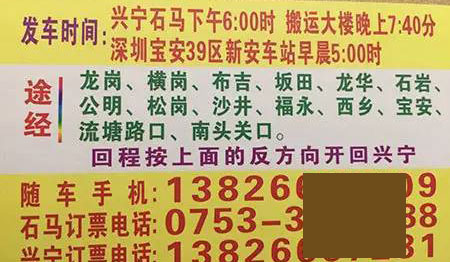 发车时间: 兴宁石马下午6:00时 搬运大楼晚上7:40分
深圳宝安39区新安车站早晨5:00时
途经 龙岗、横岗、布吉、坂田、龙华、石岩、
公明、松岗、沙井、福永、西乡、宝安、
流塘路口、南头关口。
回程按上面的反方向开回兴宁
随车手机: 13826 09
石马订票电话: 0753-3 38
兴宁订票电话: 13826